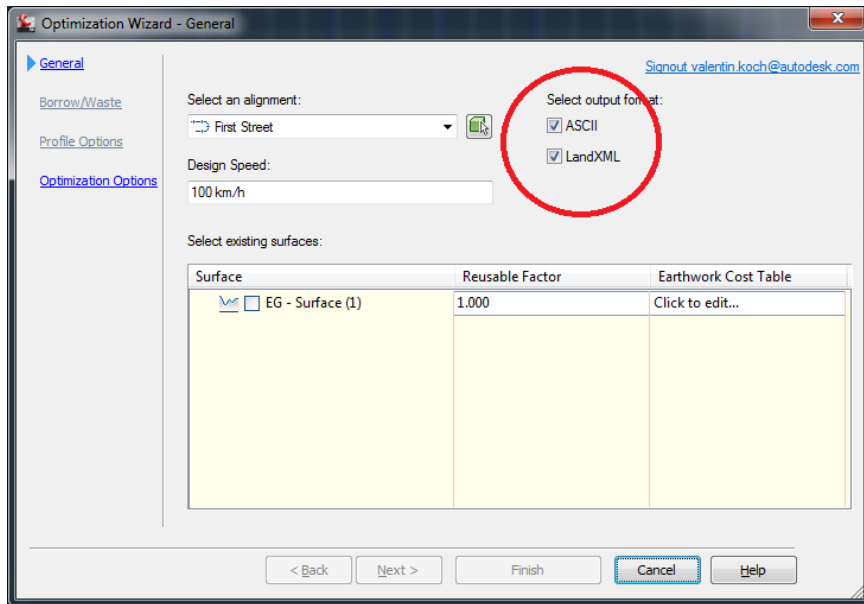 Optimization Wizard - General
General
Signout valentin.koch@autodesk.com
Borrow/Waste
Select an alignment:
Select output format:
First Street
ASCII
Profile Options
LandXML
Design Speed:
Optimization Options
100 km/h
Select existing surfaces:
Surface
Reusable Factor
Earthwork Cost Table
EG - Surface (1)
1.000
Click to edit...
< Back
Next >
Finish
Cancel
Help